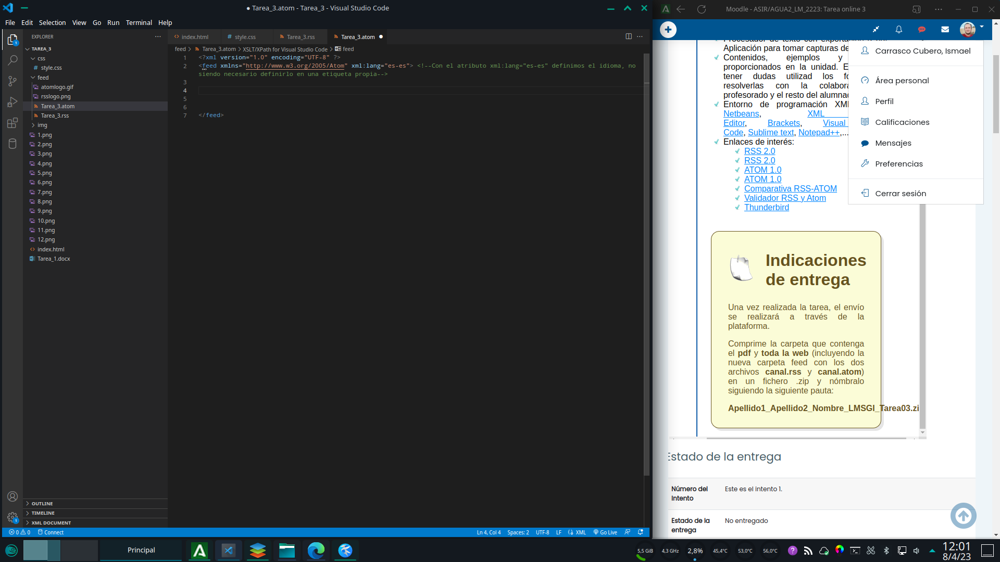 ● Tarea_3.atom - Tarea_3 - Visual Studio Code
File Edit Selection View Go Run Terminal Help
EXPLORER
TAREA_3
css
style.css
feed
atomlogo.gif
rsslogo.png
Tarea_3.atom
Tarea_3.rss
img
1.png
2.png
3.png
4.png
5.png
6.png
7.png
8.png
9.png
10.png
11.png
12.png
index.html
Tarea_1.docx
OUTLINE
TIMELINE
XML DOCUMENT
index.html style.css Tarea_3.rss Tarea_3.atom
feed > Tarea_3.atom > XSLT/XPath for Visual Studio Code > feed
1 <?xml version="1.0" encoding="UTF-8" ?>
2 <feed xmlns="http://www.w3.org/2005/Atom" xml:lang="es-es"> <!--Con el atributo xml:lang="es-es" definimos el idioma, no
siendo necesario definirlo en una etiqueta propia-->
3
4
5
6
7 </feed>
0 0 Connect
Ln 4, Col 4 Spaces: 2 UTF-8 LF XML Go Live
Moodle - ASIR/AGUA2_LM_2223: Tarea online 3
Aplicación para tomar capturas de
Contenidos, ejemplos y
proporcionados en la unidad. E
tener dudas utilizad los fo
resolverlas con la colabora
profesorado y el resto del alumnad
Entorno de programación XML
Netbeans, XML
Editor, Brackets, Visual
Code, Sublime text, Notepad++,...
Enlaces de interés:
RSS 2.0
RSS 2.0
ATOM 1.0
ATOM 1.0
Comparativa RSS-ATOM
Validador RSS y Atom
Thunderbird
Carrasco Cubero, Ismael
Área personal
Perfil
Calificaciones
Mensajes
Preferencias
Cerrar sesión
Indicaciones
de entrega
Una vez realizada la tarea, el envío
se realizará a través de la
plataforma.
Comprime la carpeta que contenga
el pdf y toda la web (incluyendo la
nueva carpeta feed con los dos
archivos canal.rss y canal.atom)
en un fichero .zip y nómbralo
siguiendo la siguiente pauta:
Apellido1_Apellido2_Nombre_LMSGI_Tarea03.zi
Estado de la entrega
Número del
Intento
Este es el intento 1.
Estado de la
entrega
No entregado
Principal
5,5 GiB 4,3 GHz 2,8% 45,4°C 53,0°C 56,0°C
12:01
8/4/23